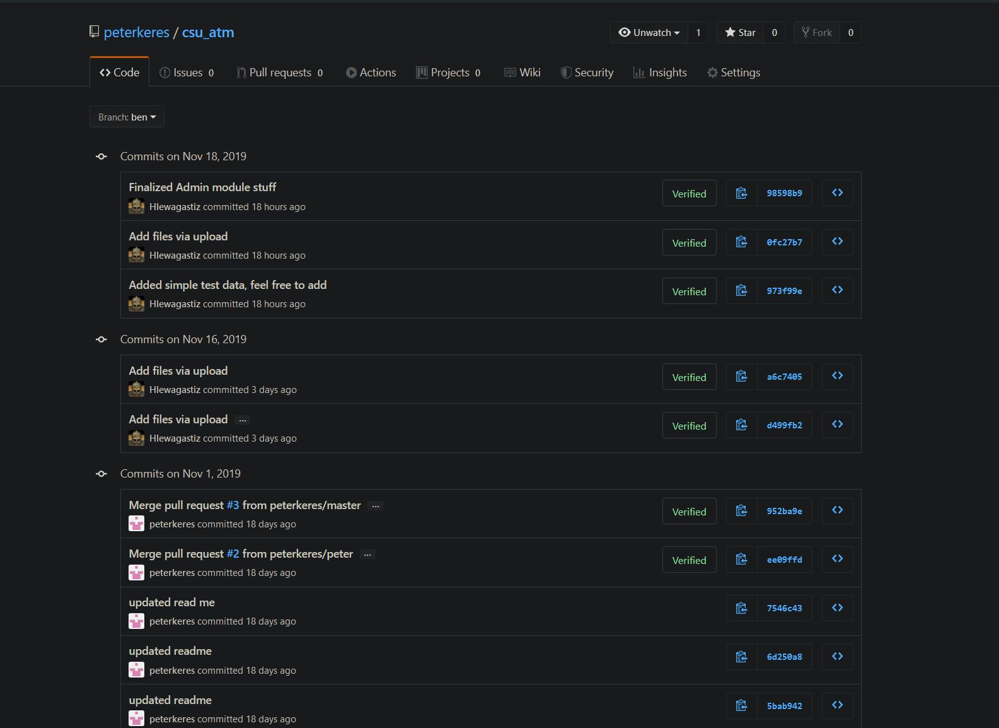 peterkeres / csu_atm
Unwatch 1 Star 0 Fork 0
Code Issues 0 Pull requests 0 Actions Projects 0 Wiki Security Insights Settings
Branch: ben
Commits on Nov 18, 2019
Finalized Admin module stuff
Hlewagastiz committed 18 hours ago
Verified 98598b9
Add files via upload
Hlewagastiz committed 18 hours ago
Verified 0fc27b7
Added simple test data, feel free to add
Hlewagastiz committed 18 hours ago
Verified 973f99e
Commits on Nov 16, 2019
Add files via upload
Hlewagastiz committed 3 days ago
Verified a6c7405
Add files via upload ...
Hlewagastiz committed 3 days ago
Verified d499fb2
Commits on Nov 1, 2019
Merge pull request #3 from peterkeres/master ...
peterkeres committed 18 days ago
Verified 952ba9e
Merge pull request #2 from peterkeres/peter ...
peterkeres committed 18 days ago
Verified ee09ffd
updated read me
peterkeres committed 18 days ago
7546c43
updated readme
peterkeres committed 18 days ago
6d250a8
updated readme
peterkeres committed 18 days ago
5bab942